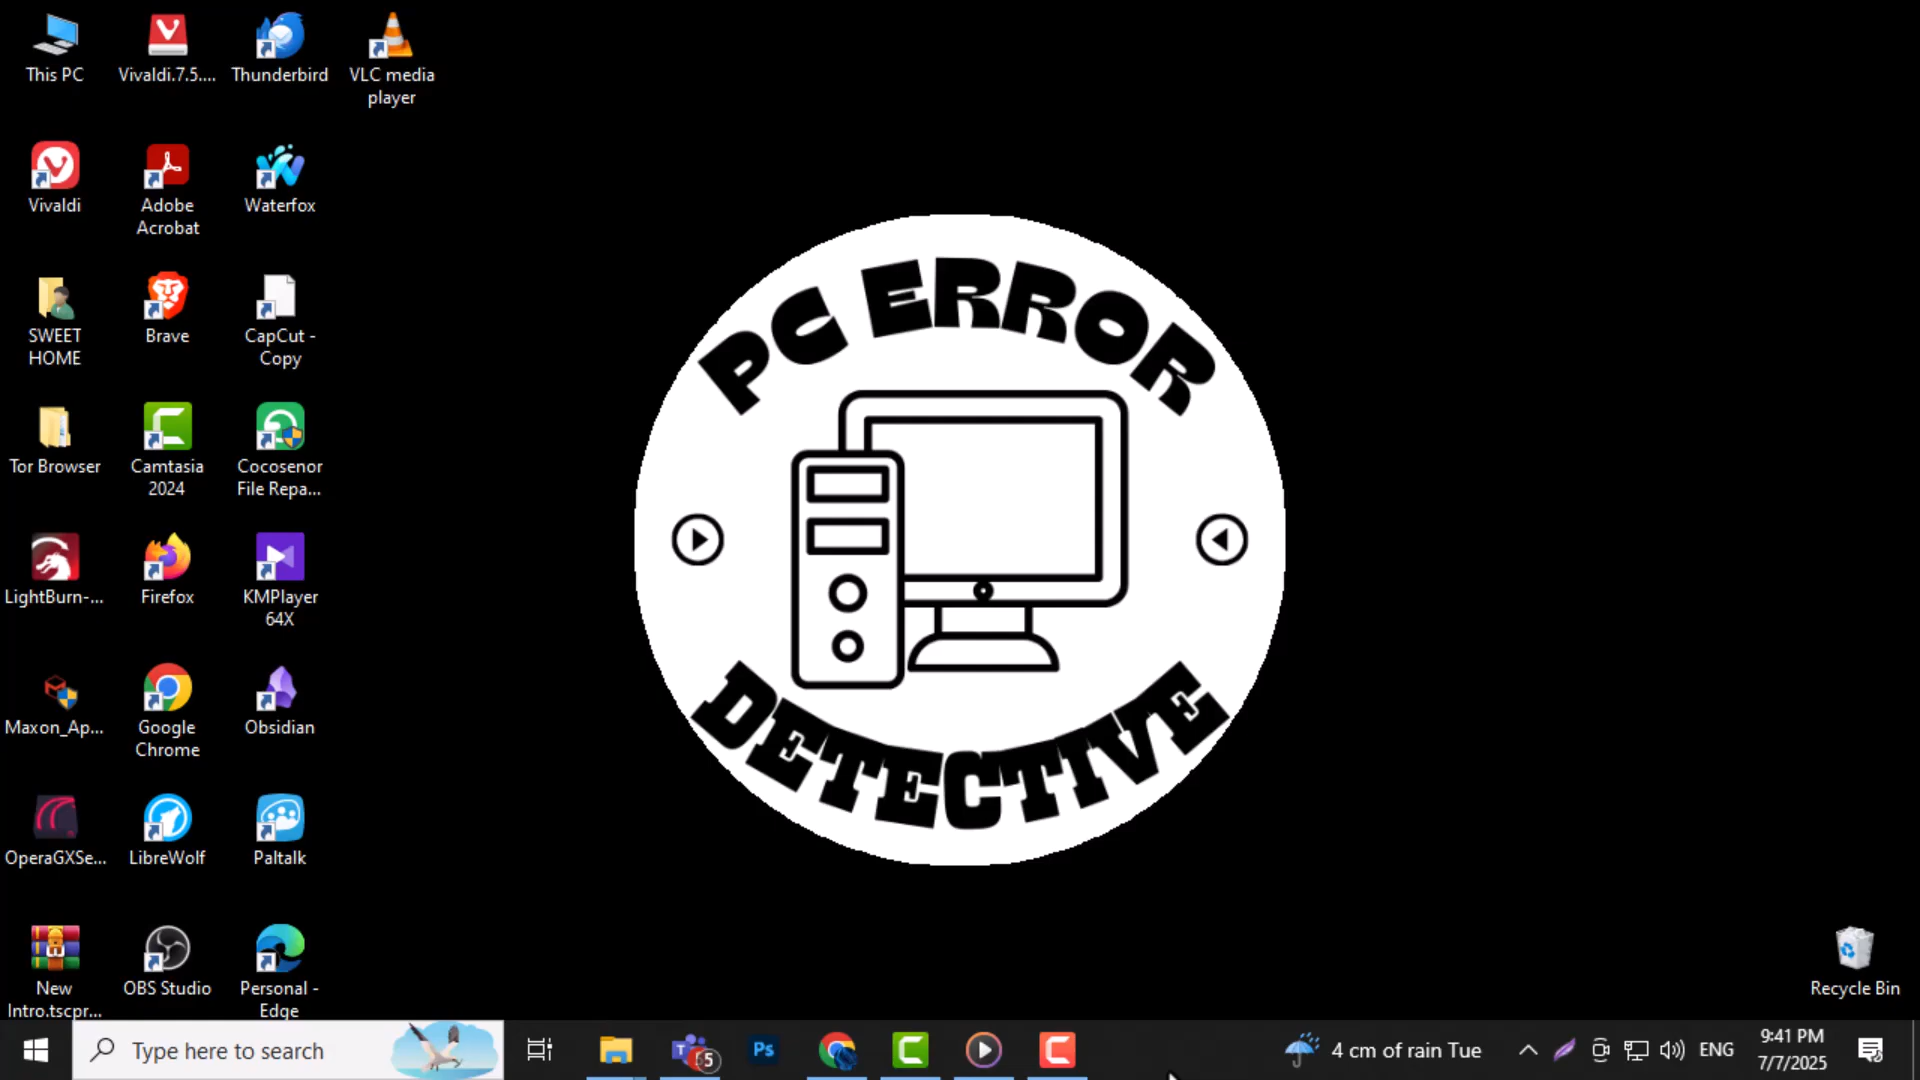 This PC
Vivaldi.7.5....
Thunderbird
VLC media
player
Vivaldi
Adobe
Acrobat
Waterfox
SWEET
HOME
Brave
CapCut -
Copy
Tor Browser
Camtasia
2024
Cocosenor
File Repa...
LightBurn-...
Firefox
KMPlayer
64X
Maxon_Ap...
Google
Chrome
Obsidian
OperaGXSe...
LibreWolf
Paltalk
New
Intro.tscpr...
OBS Studio
Personal -
Edge
PC ERROR
DETECTIVE
Recycle Bin
Type here to search
Ps
4 cm of rain Tue
ENG
9:41 PM
7/7/2025